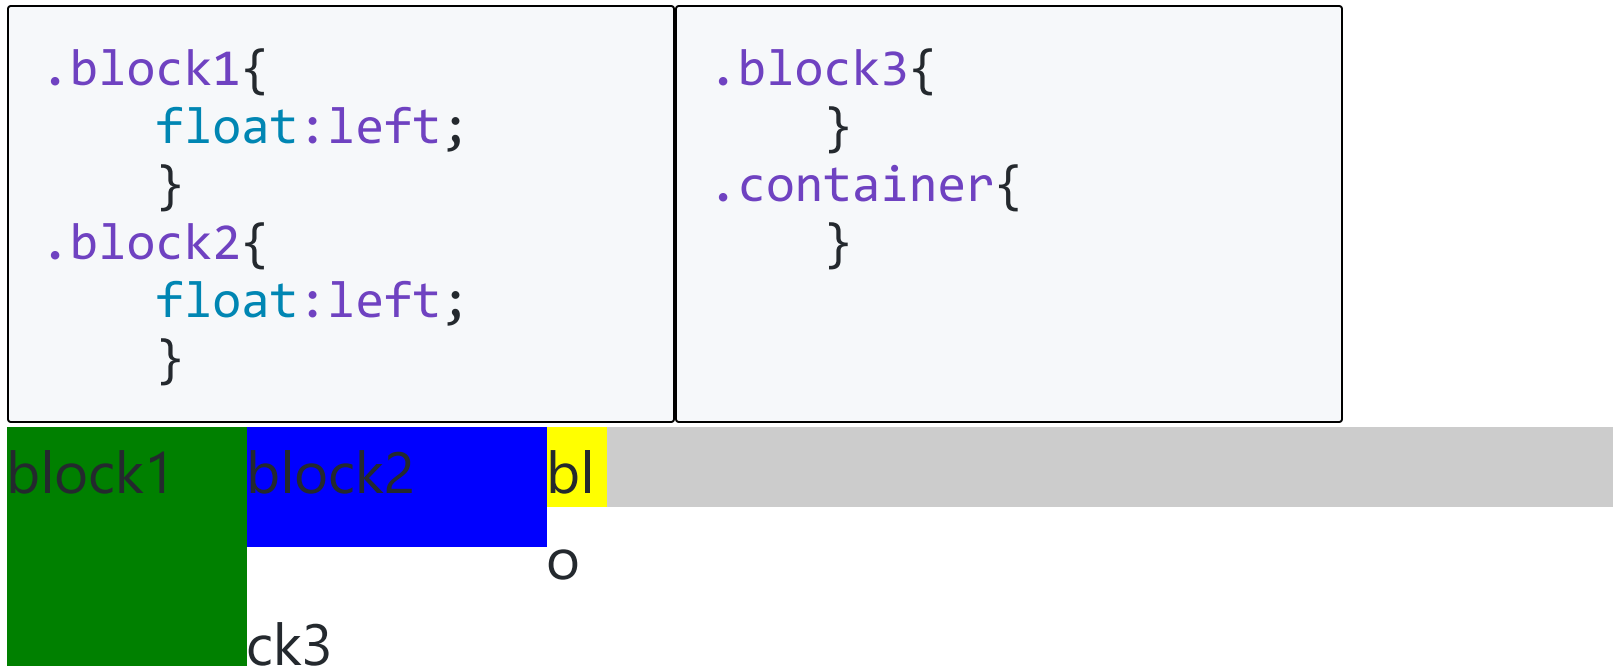 .block1{
    float:left;
    }
.block2{
    float:left;
    }
.block3{
    }
.container{
    }
block1
block2
bl
o
ck3